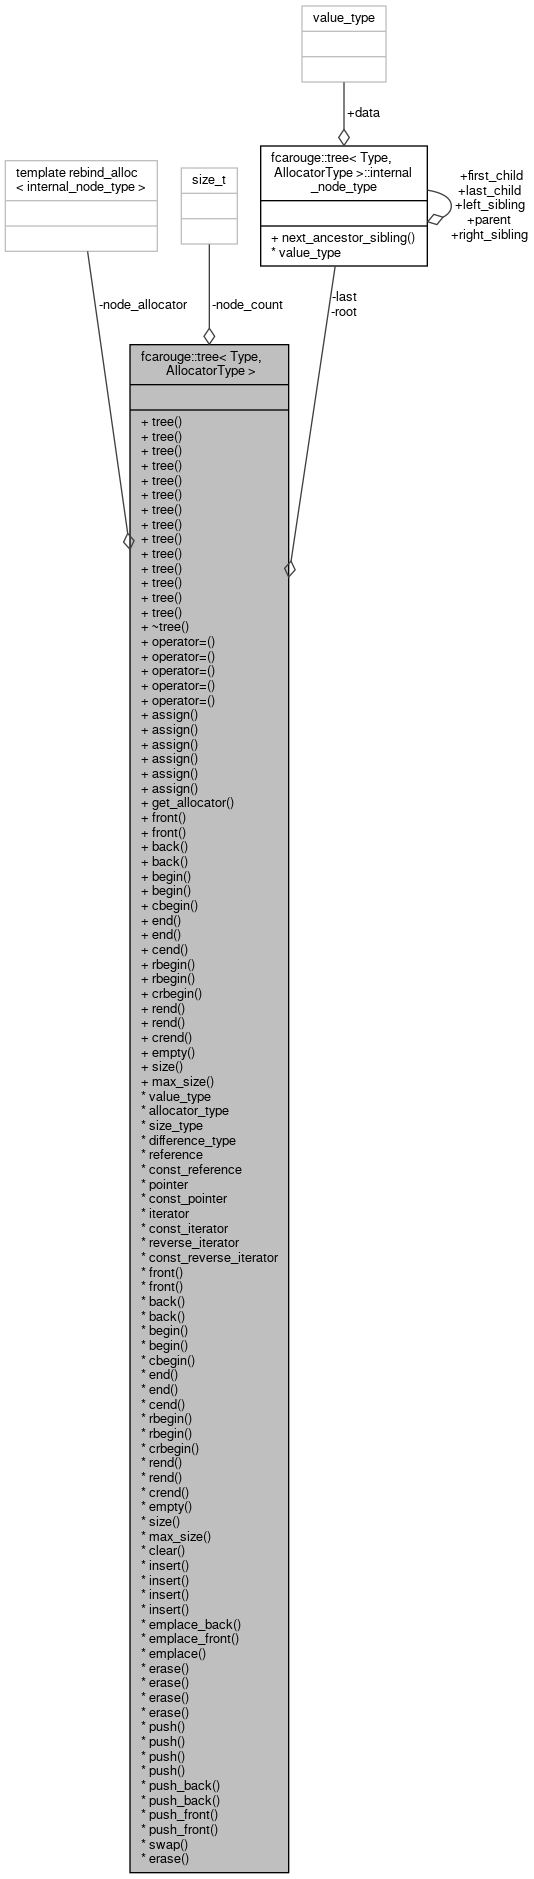 value_type
+data
fcarouge::tree< Type,
AllocatorType >::internal
_node_type
+ next_ancestor_sibling()
* value_type
+first_child
+last_child
+left_sibling
+parent
+right_sibling
template rebind_alloc
< internal_node_type >
size_t
-node_allocator
-node_count
-last
-root
fcarouge::tree< Type,
AllocatorType >
+ tree()
+ tree()
+ tree()
+ tree()
+ tree()
+ tree()
+ tree()
+ tree()
+ tree()
+ tree()
+ tree()
+ tree()
+ tree()
+ tree()
+ ~tree()
+ operator=()
+ operator=()
+ operator=()
+ operator=()
+ operator=()
+ assign()
+ assign()
+ assign()
+ assign()
+ assign()
+ assign()
+ get_allocator()
+ front()
+ front()
+ back()
+ back()
+ begin()
+ begin()
+ cbegin()
+ end()
+ end()
+ cend()
+ rbegin()
+ rbegin()
+ crbegin()
+ rend()
+ rend()
+ crend()
+ empty()
+ size()
+ max_size()
* value_type
* allocator_type
* size_type
* difference_type
* reference
* const_reference
* pointer
* const_pointer
* iterator
* const_iterator
* reverse_iterator
* const_reverse_iterator
* front()
* front()
* back()
* back()
* begin()
* begin()
* cbegin()
* end()
* end()
* cend()
* rbegin()
* rbegin()
* crbegin()
* rend()
* rend()
* crend()
* empty()
* size()
* max_size()
* clear()
* insert()
* insert()
* insert()
* insert()
* emplace_back()
* emplace_front()
* emplace()
* erase()
* erase()
* erase()
* erase()
* push()
* push()
* push()
* push()
* push_back()
* push_back()
* push_front()
* push_front()
* swap()
* erase()